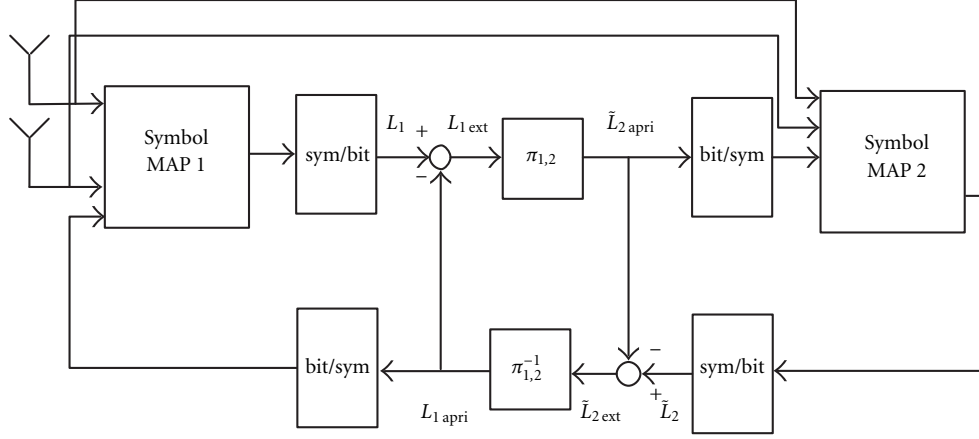 Symbol
MAP 1
sym/bit
L₁
+
−
L₁ ext
π₁,₂
L̃₂ apri
bit/sym
Symbol
MAP 2
bit/sym
L₁ apri
π₁,₂⁻¹
L̃₂ ext
−
+
L̃₂
sym/bit